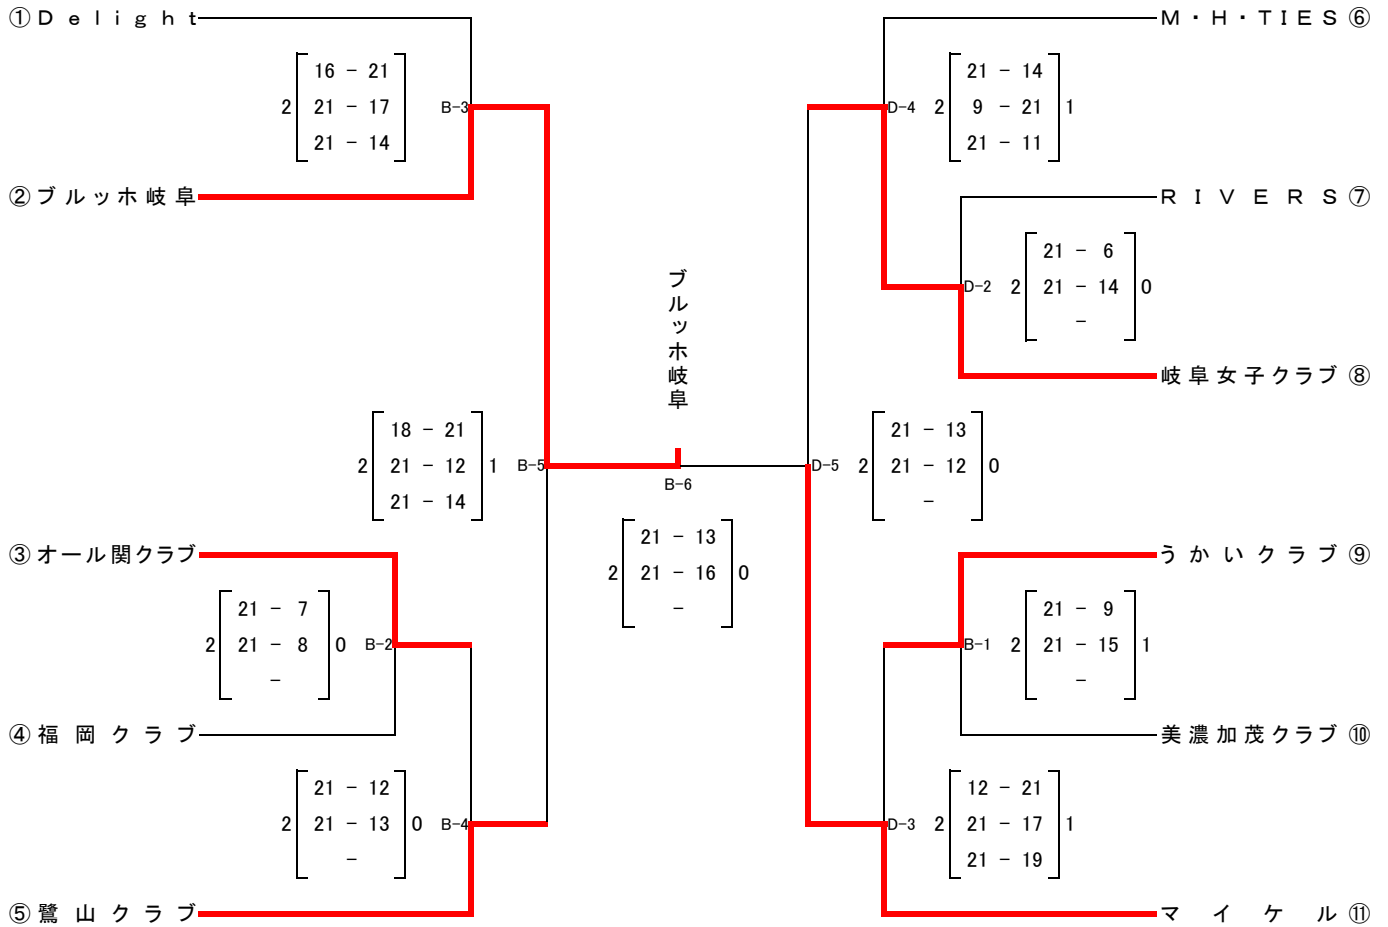 ①Ｄｅｌｉｇｈｔ
16 － 21
2 21 － 17
21 － 14
B-3
②ブルッホ岐阜
18 － 21
2 21 － 12 1
21 － 14
B-5
③オール関クラブ
21 － 7
2 21 － 8 0
－
B-2
④福岡クラブ
21 － 12
2 21 － 13 0
－
B-4
⑤鷺山クラブ
ブルッホ岐阜
B-6
21 － 13
2 21 － 16 0
－
Ｍ・Ｈ・ＴＩＥＳ⑥
D-4
21 － 14
2 9 － 21 1
21 － 11
ＲＩＶＥＲＳ⑦
D-2
21 － 6
2 21 － 14 0
－
岐阜女子クラブ⑧
D-5
21 － 13
2 21 － 12 0
－
うかいクラブ⑨
B-1
21 － 9
2 21 － 15 1
－
美濃加茂クラブ⑩
D-3
12 － 21
2 21 － 17 1
21 － 19
マイケル⑪